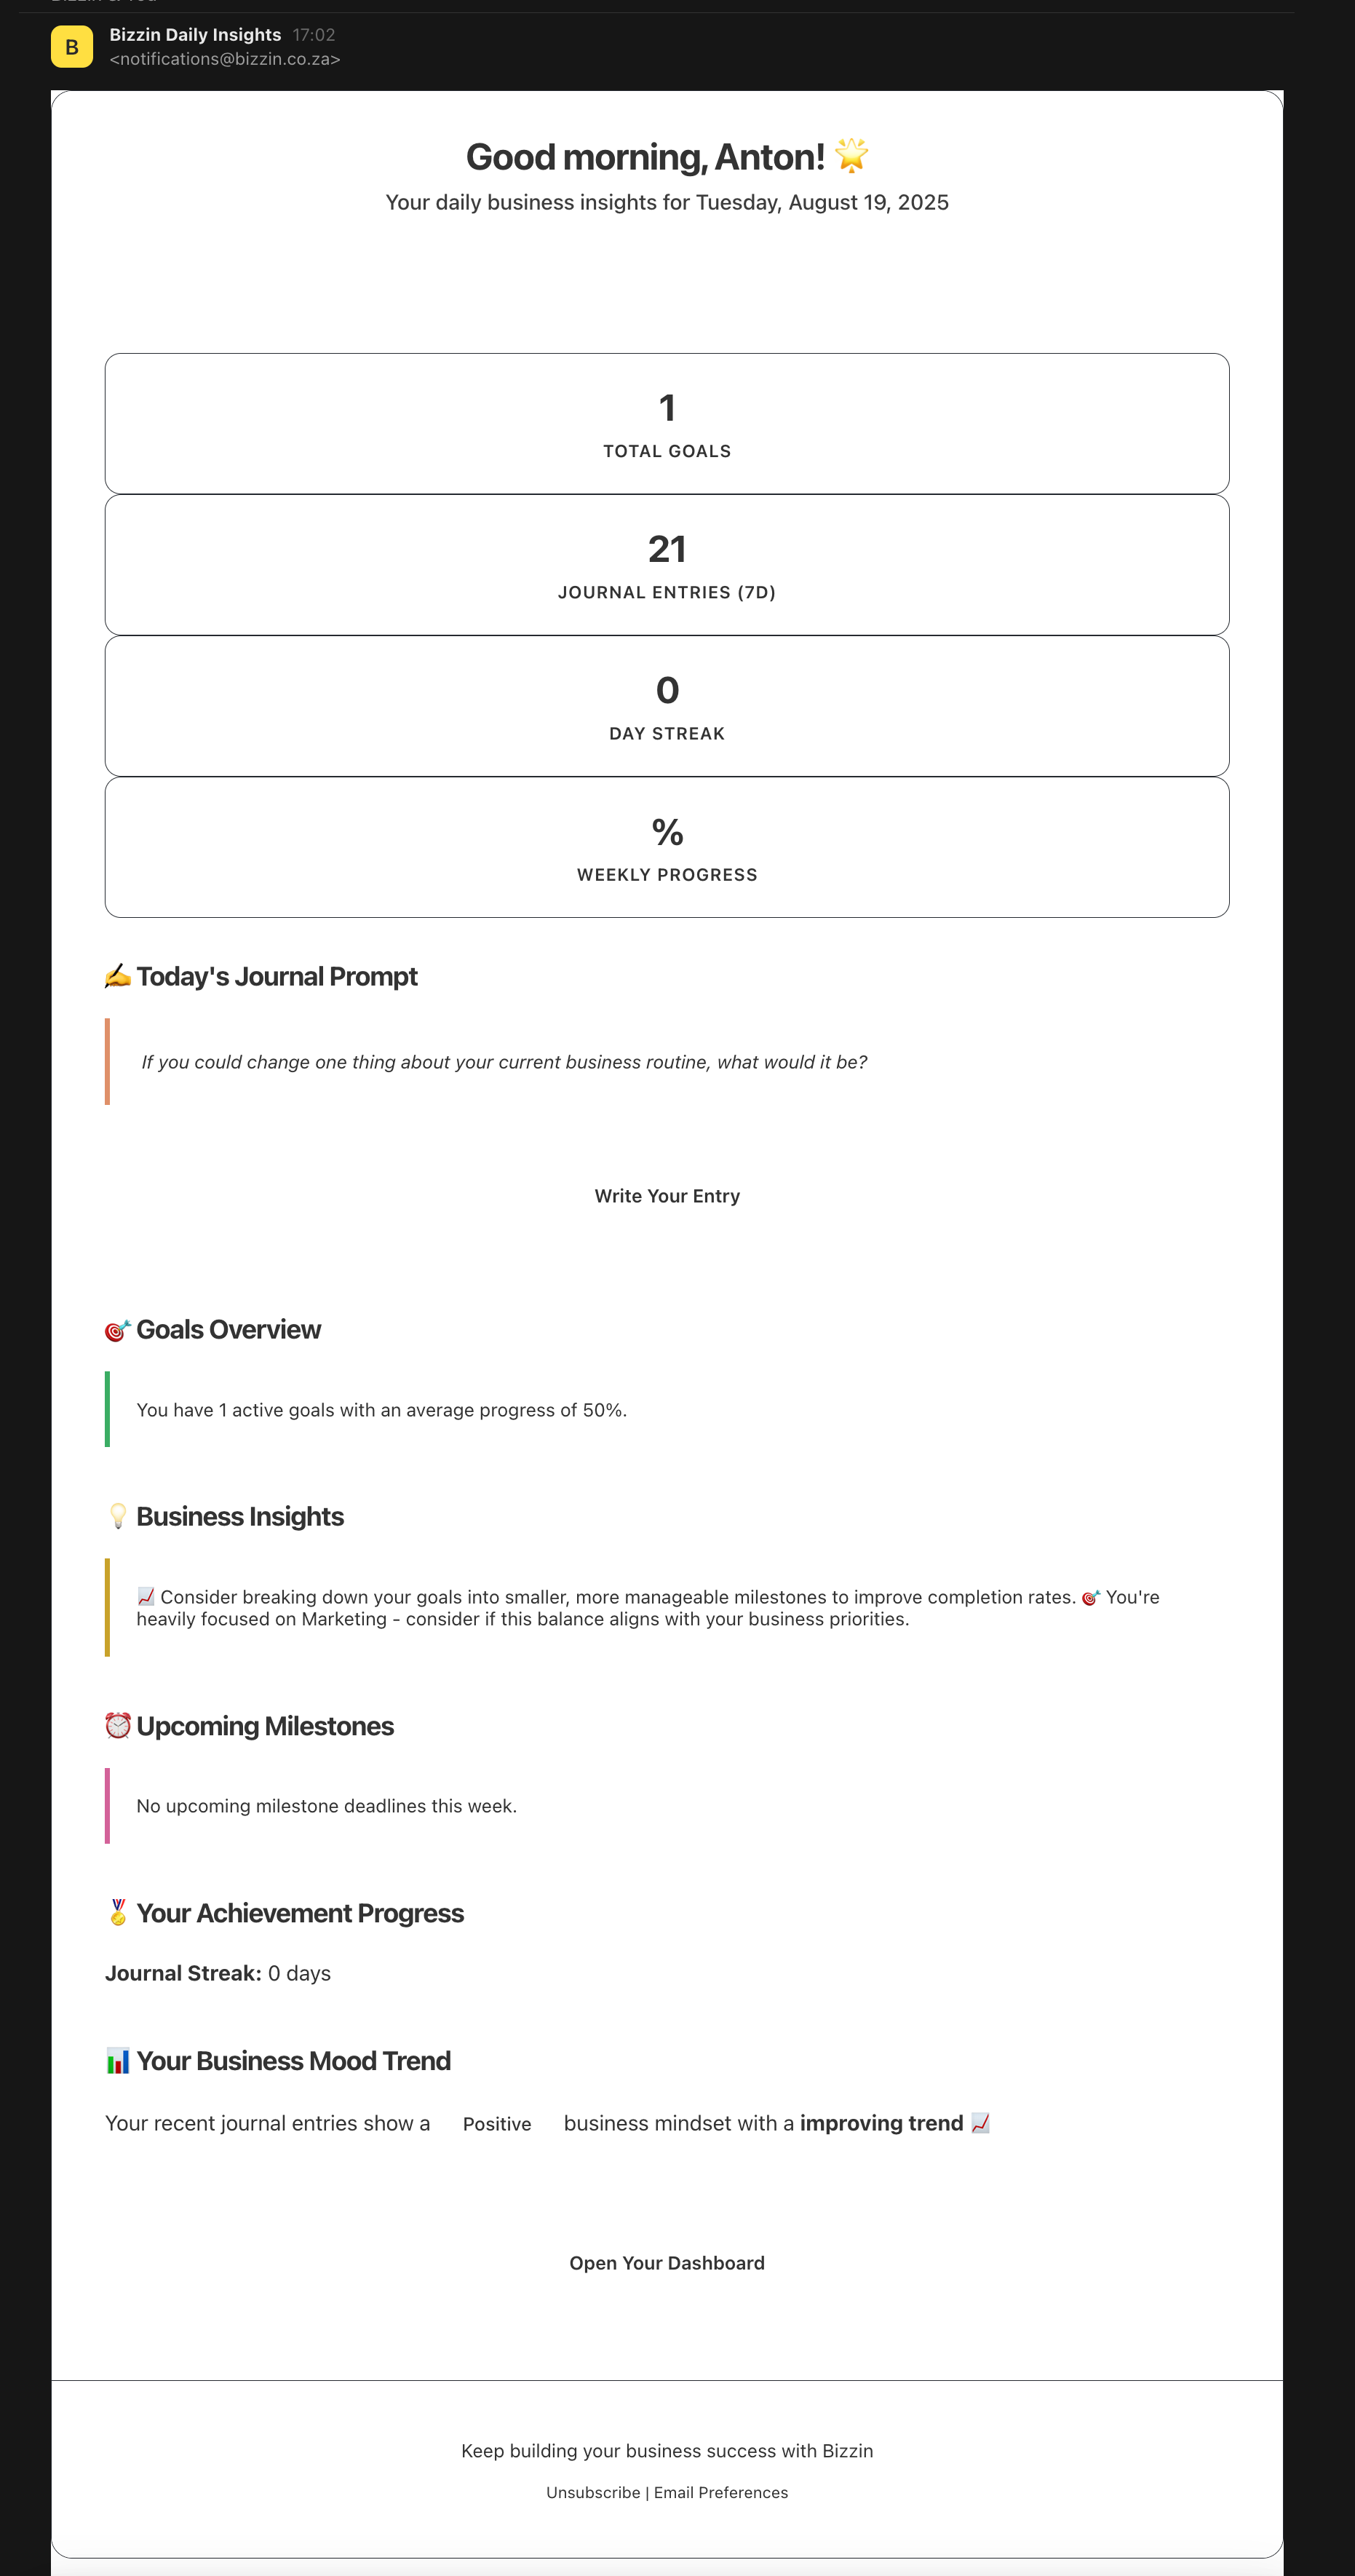 B
Bizzin Daily Insights 17:02
<notifications@bizzin.co.za>
Good morning, Anton! 🌟
Your daily business insights for Tuesday, August 19, 2025
1
TOTAL GOALS
21
JOURNAL ENTRIES (7D)
0
DAY STREAK
%
WEEKLY PROGRESS
✍️ Today's Journal Prompt
If you could change one thing about your current business routine, what would it be?
Write Your Entry
🎯 Goals Overview
You have 1 active goals with an average progress of 50%.
💡 Business Insights
📈 Consider breaking down your goals into smaller, more manageable milestones to improve completion rates. 🎯 You're
heavily focused on Marketing - consider if this balance aligns with your business priorities.
⏰ Upcoming Milestones
No upcoming milestone deadlines this week.
🏅 Your Achievement Progress
Journal Streak: 0 days
📊 Your Business Mood Trend
Your recent journal entries show a Positive business mindset with a improving trend 📈
Open Your Dashboard
Keep building your business success with Bizzin
Unsubscribe | Email Preferences